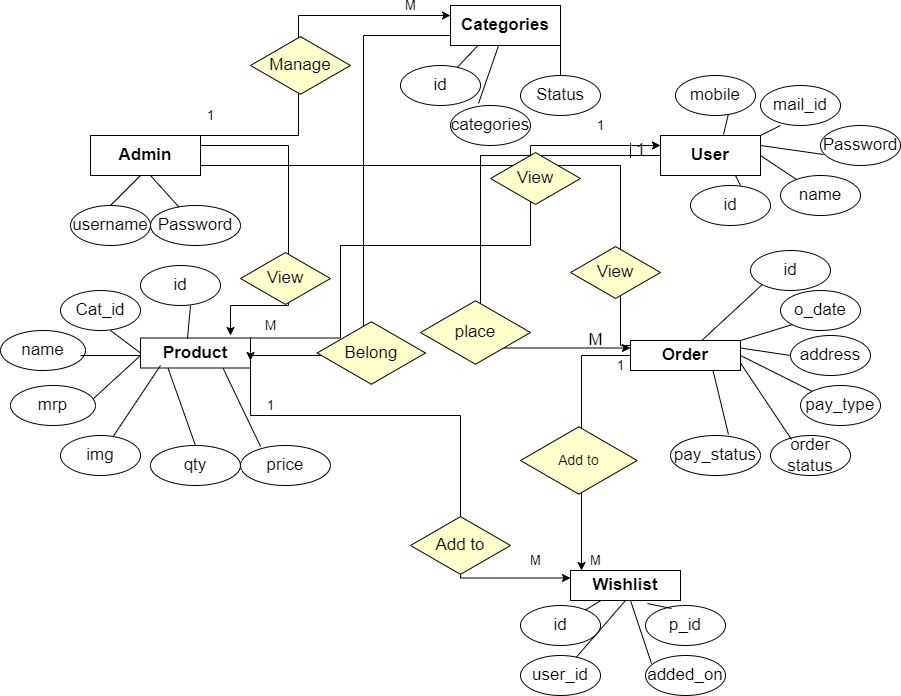 M
Categories
Manage
id
Status
categories
mobile
mail_id
Password
1
1
1
Admin
User
View
name
id
username
Password
View
View
id
id
Cat_id
o_date
M
place
M
name
Product
Belong
Order
address
1
mrp
1
pay_type
img
qty
price
pay_status
order
status
Add to
Add to
M
M
Wishlist
id
p_id
user_id
added_on